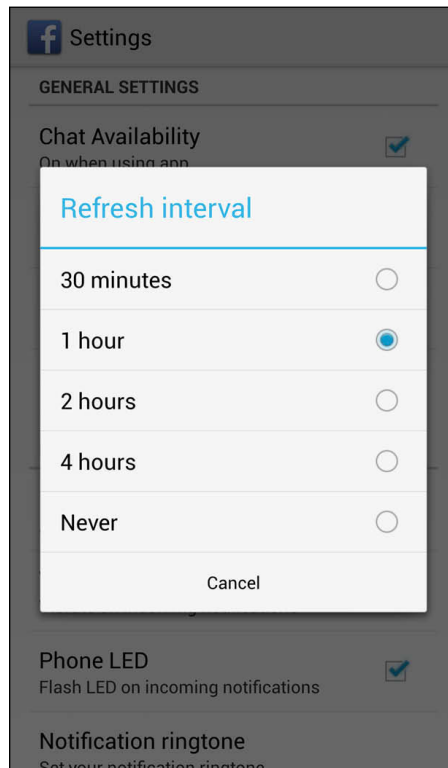 f Settings
GENERAL SETTINGS
Chat Availability
On when using app
Refresh interval
30 minutes
1 hour
2 hours
4 hours
Never
Cancel
Phone LED
Flash LED on incoming notifications
Notification ringtone
Set your notification ringtone